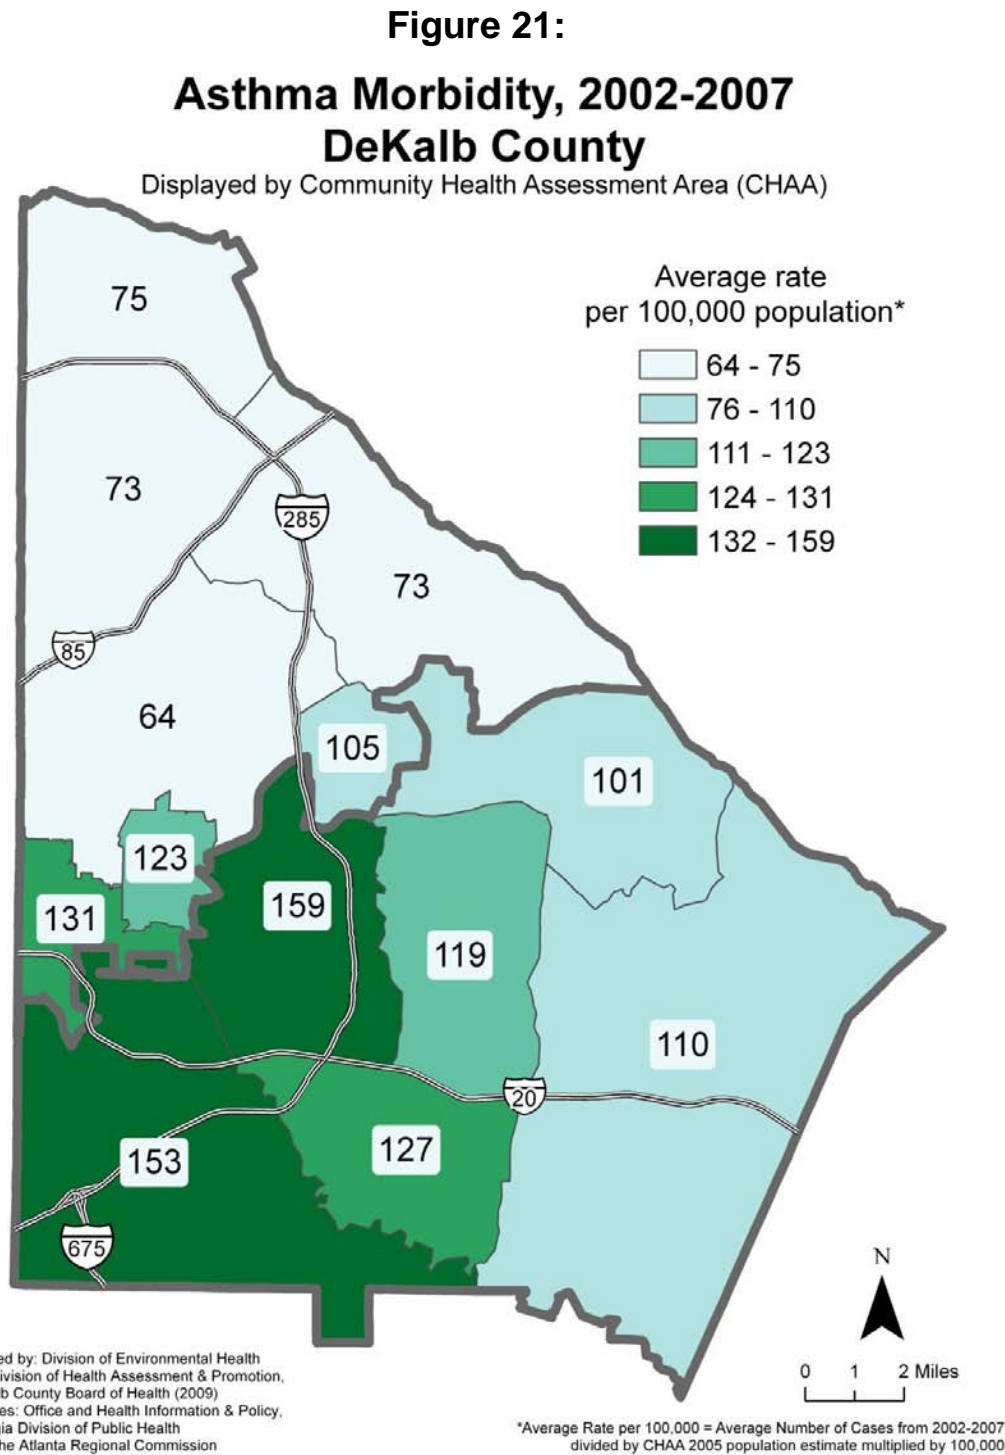 Figure 21:
Asthma Morbidity, 2002-2007
DeKalb County
Displayed by Community Health Assessment Area (CHAA)
Average rate
per 100,000 population*
64 - 75
76 - 110
111 - 123
124 - 131
132 - 159
75
73
285
73
85
64
105
101
123
159
131
119
110
20
127
153
675
N
0 1 2 Miles
ed by: Division of Environmental Health
ivision of Health Assessment & Promotion,
b County Board of Health (2009)
es: Office and Health Information & Policy,
gia Division of Public Health
he Atlanta Regional Commission
*Average Rate per 100,000 = Average Number of Cases from 2002-2007
divided by CHAA 2005 population estimate multiplied by 100,000